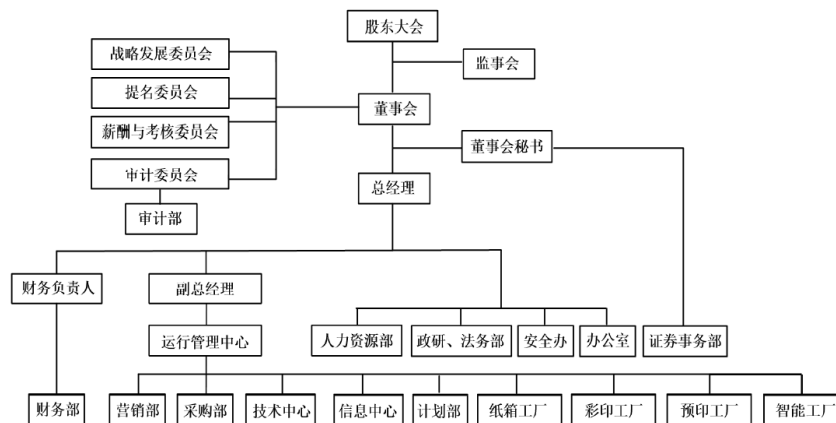 股东大会
战略发展委员会
监事会
提名委员会
董事会
薪酬与考核委员会
董事会秘书
审计委员会
总经理
审计部
财务负责人
副总经理
运行管理中心
人力资源部
政研、法务部
安全办
办公室
证券事务部
财务部
营销部
采购部
技术中心
信息中心
计划部
纸箱工厂
彩印工厂
预印工厂
智能工厂